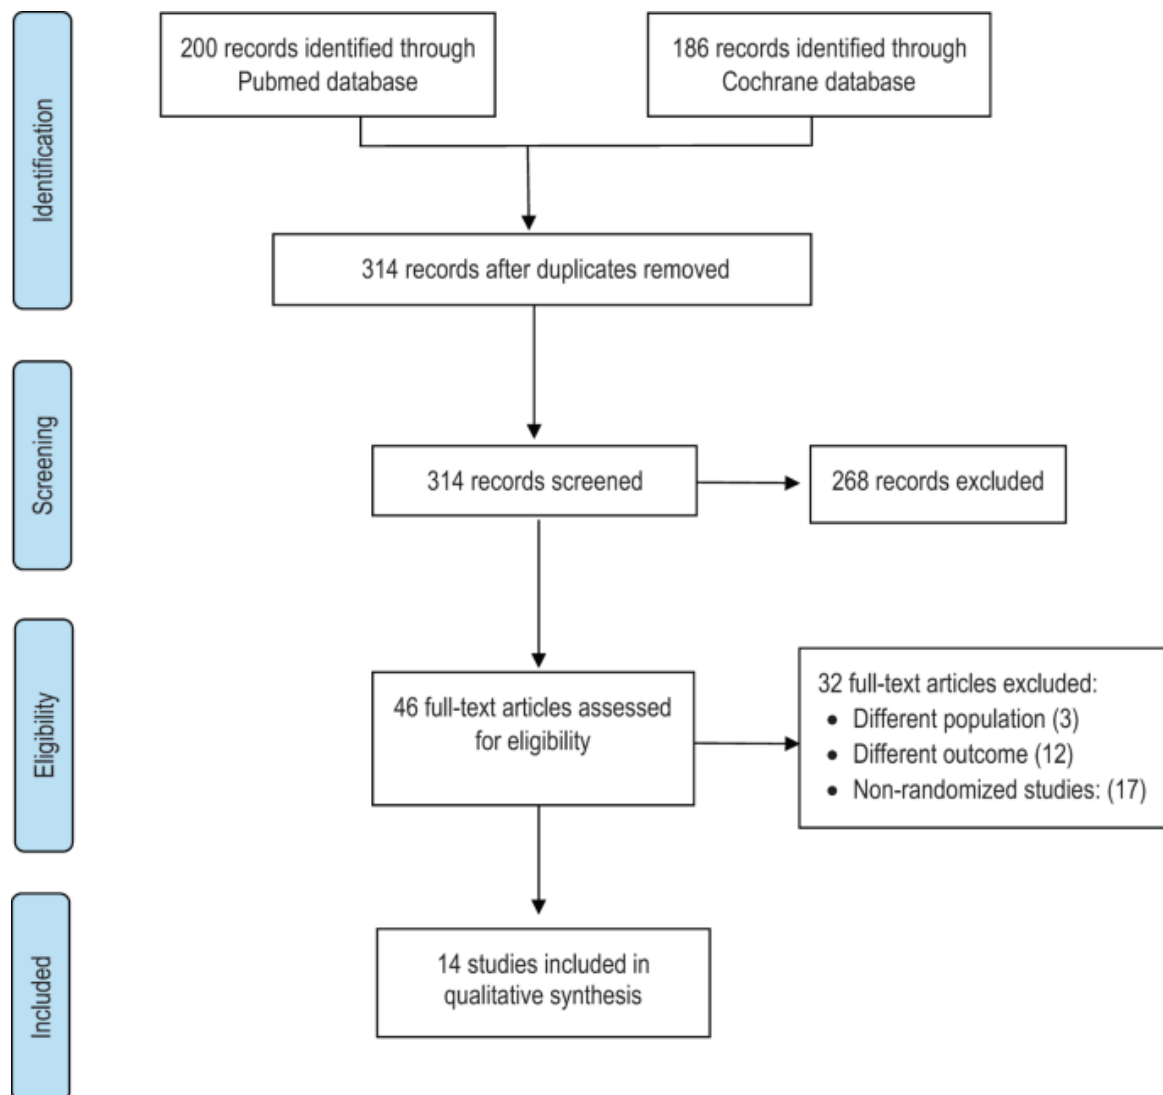 Identification
200 records identified through
Pubmed database
186 records identified through
Cochrane database
314 records after duplicates removed
Screening
314 records screened
268 records excluded
Eligibility
46 full-text articles assessed
for eligibility
32 full-text articles excluded:
• Different population (3)
• Different outcome (12)
• Non-randomized studies: (17)
Included
14 studies included in
qualitative synthesis